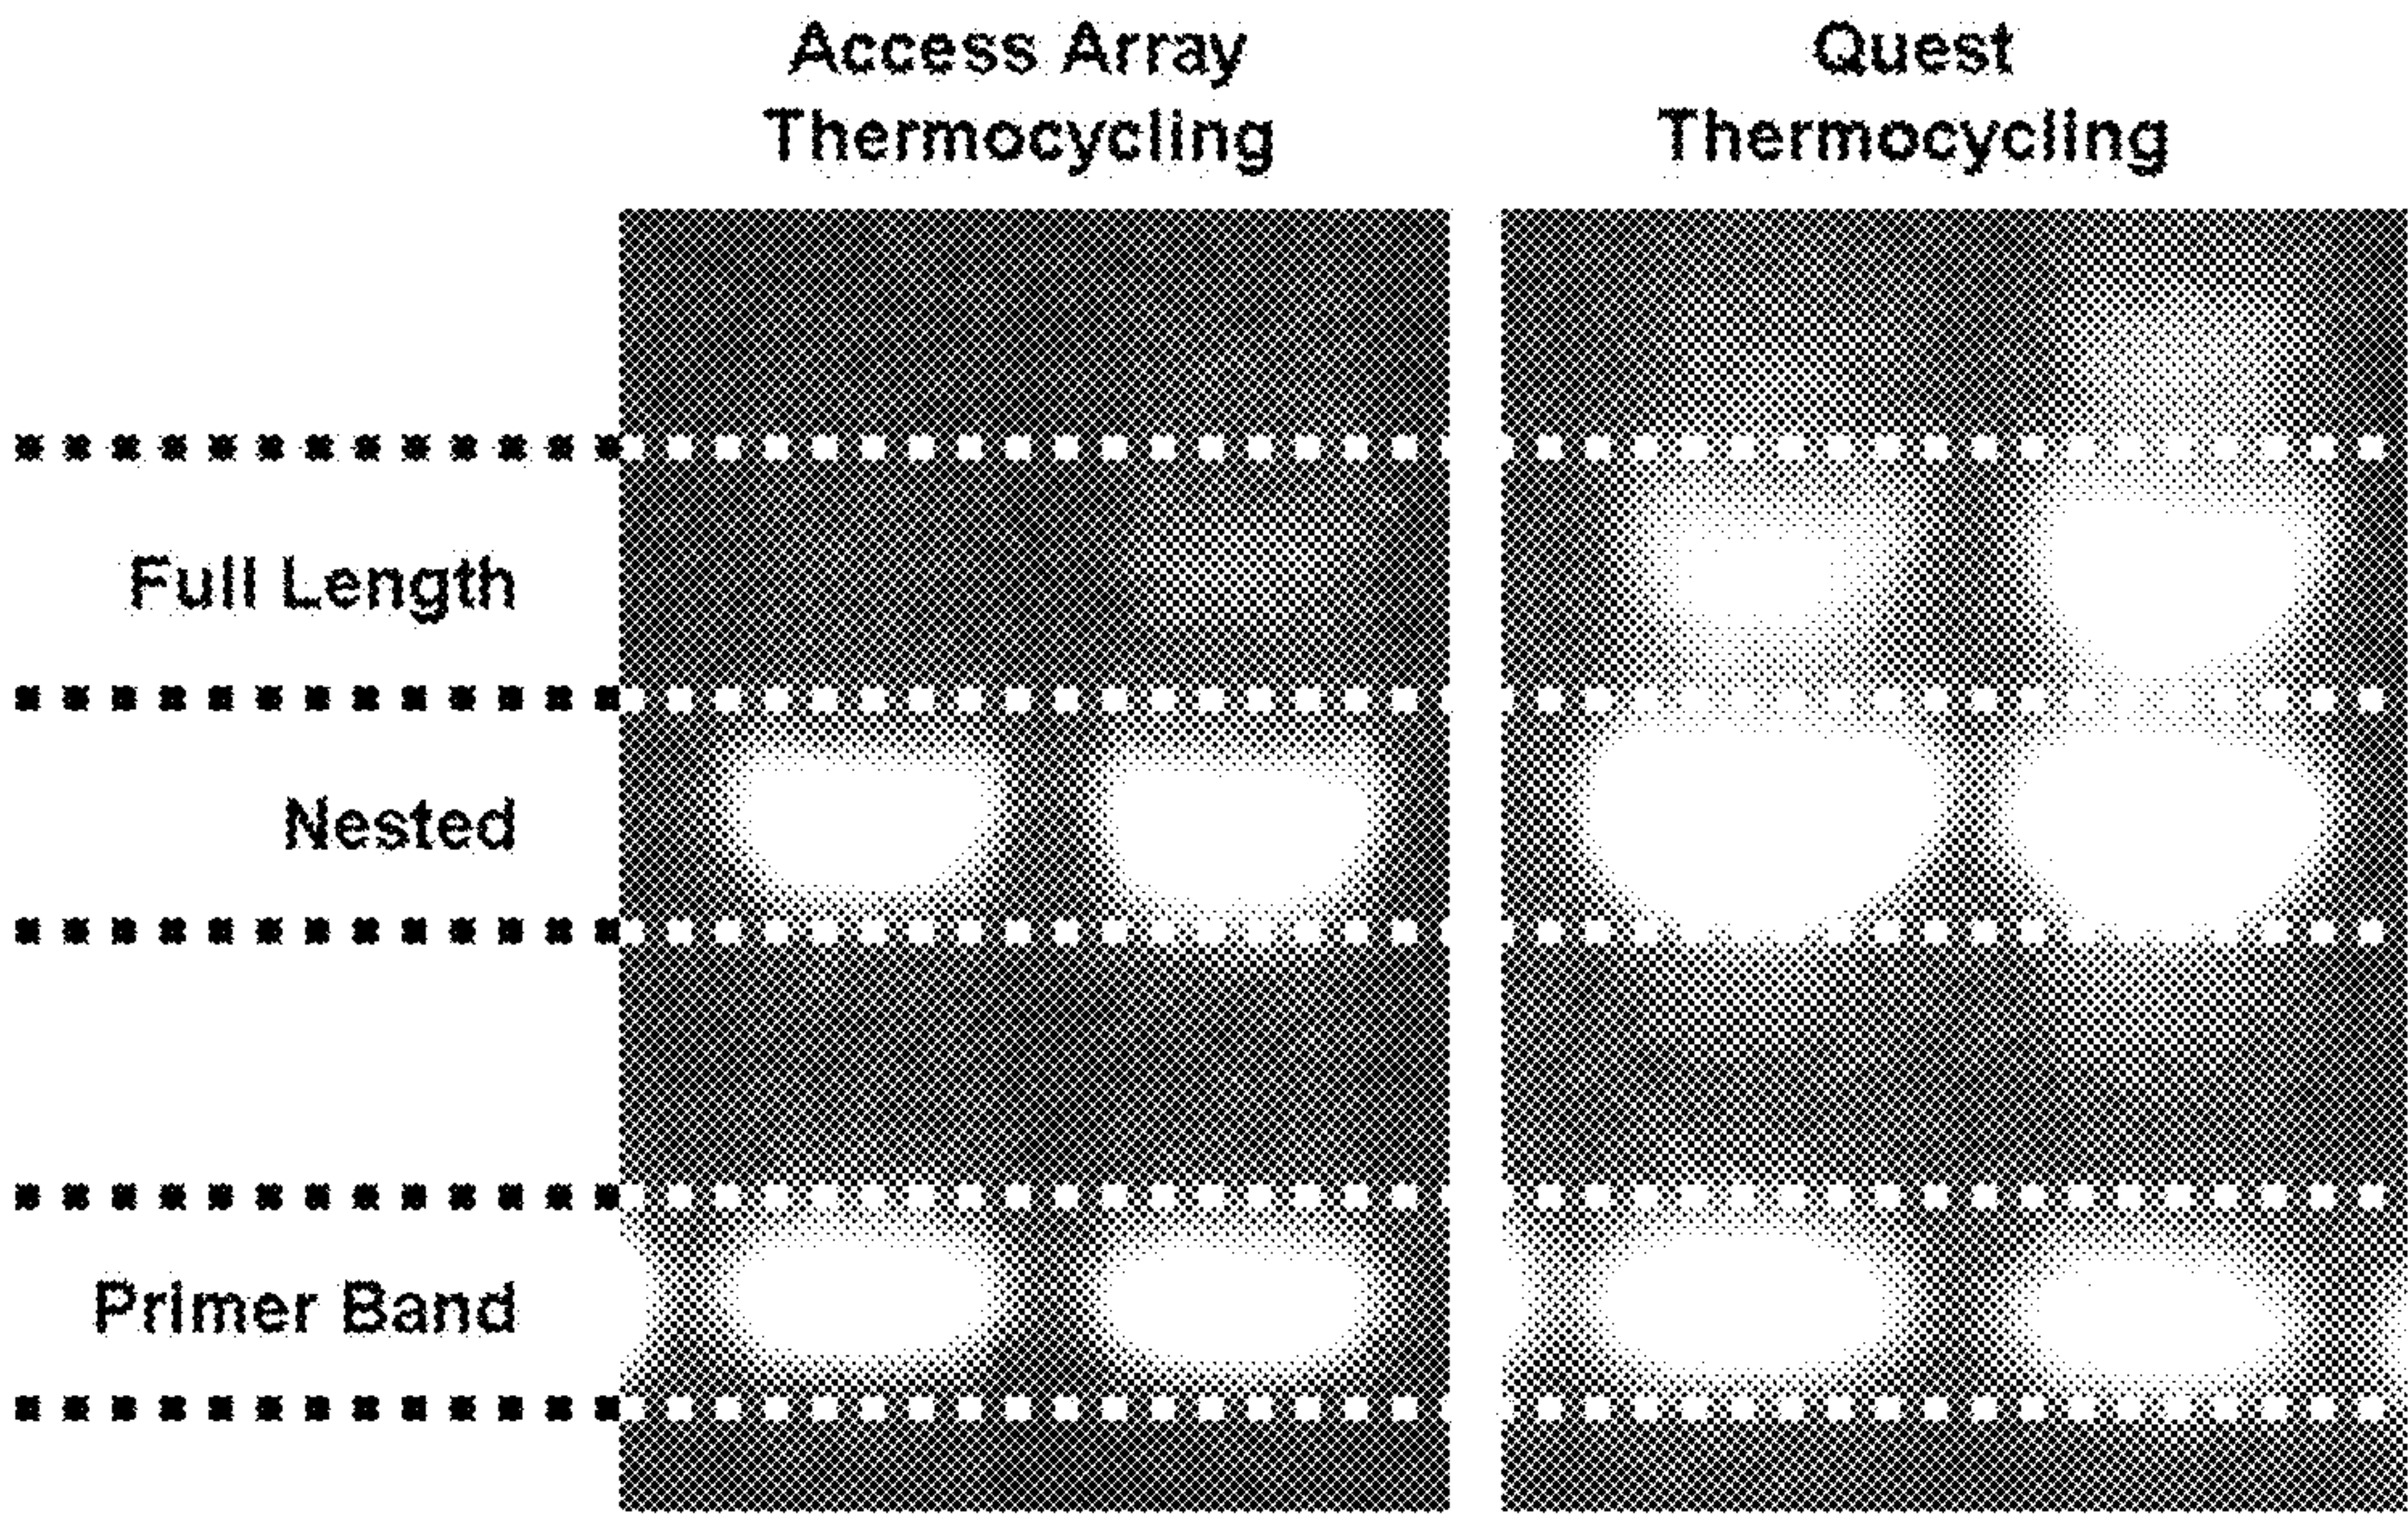 Access Array
Thermocycling
Quest
Thermocycling
Full Length
Nested
Primer Band